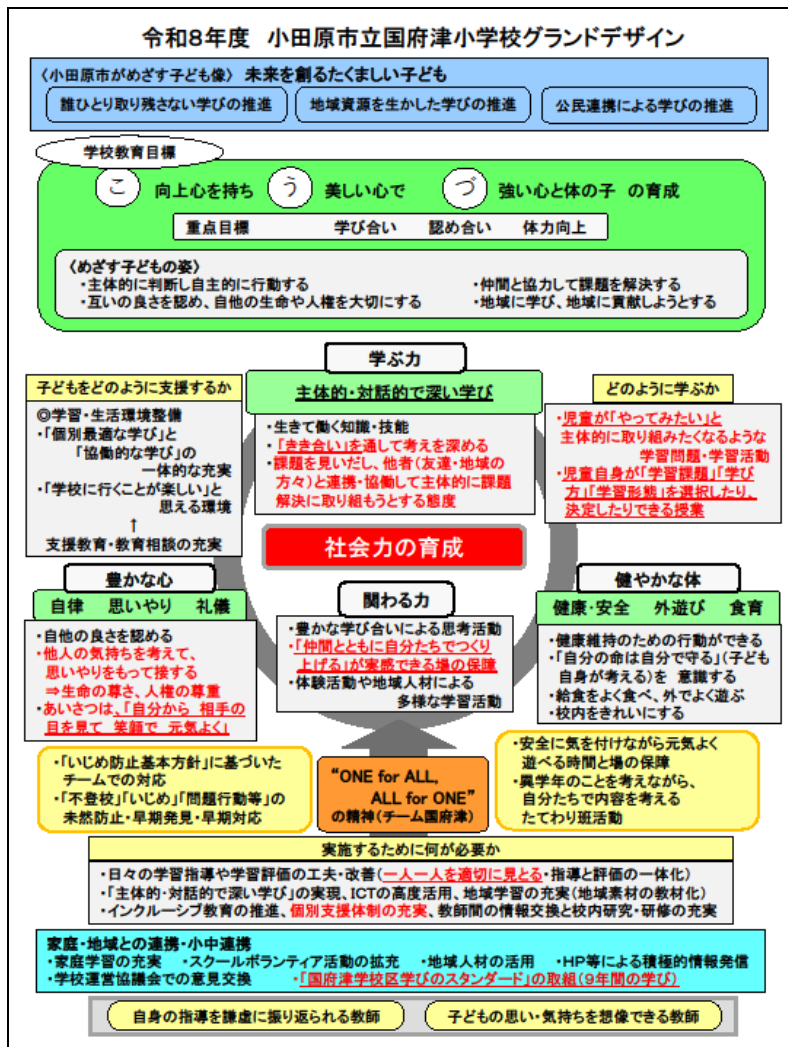 令和8年度 小田原市立国府津小学校グランドデザイン
〈小田原市がめざす子ども像〉 未来を創るたくましい子ども
誰ひとり取り残さない学びの推進
地域資源を生かした学びの推進
公民連携による学びの推進
学校教育目標
こ 向上心を持ち う 美しい心で づ 強い心と体の子 の育成
重点目標 学び合い 認め合い 体力向上
〈めざす子どもの姿〉
・主体的に判断し自主的に行動する
・仲間と協力して課題を解決する
・互いの良さを認め、自他の生命や人権を大切にする
・地域に学び、地域に貢献しようとする
学ぶ力
主体的・対話的で深い学び
・生きて働く知識・技能
・「きき合い」を通して考えを深める
・課題を見いだし、他者(友達・地域の
方々)と連携・協働して主体的に課題
解決に取り組もうとする態度
子どもをどのように支援するか
◎学習・生活環境整備
・「個別最適な学び」と
「協働的な学び」の
一体的な充実
・「学校に行くことが楽しい」と
思える環境
↑
支援教育・教育相談の充実
どのように学ぶか
・児童が「やってみたい」と
主体的に取り組みたくなるような
学習問題・学習活動
・児童自身が「学習課題」「学び
方」「学習形態」を選択したり、
決定したりできる授業
社会力の育成
豊かな心
自律 思いやり 礼儀
・自他の良さを認める
・他人の気持ちを考えて、
思いやりをもって接する
⇒生命の尊さ、人権の尊重
・あいさつは、「自分から 相手の
目を見て 笑顔で 元気よく」
関わる力
・豊かな学び合いによる思考活動
・「仲間とともに自分たちでつくり
上げる」が実感できる場の保障
・体験活動や地域人材による
多様な学習活動
健やかな体
健康・安全 外遊び 食育
・健康維持のための行動ができる
・「自分の命は自分で守る」(子ども
自身が考える)を 意識する
・給食をよく食べ、外でよく遊ぶ
・校内をきれいにする
・「いじめ防止基本方針」に基づいた
チームでの対応
・「不登校」「いじめ」「問題行動等」の
未然防止・早期発見・早期対応
“ONE for ALL,
ALL for ONE”
の精神(チーム国府津)
・安全に気を付けながら元気よく
遊べる時間と場の保障
・異学年のことを考えながら、
自分たちで内容を考える
たてわり班活動
実施するために何が必要か
・日々の学習指導や学習評価の工夫・改善(一人一人を適切に見とる・指導と評価の一体化)
・「主体的・対話的で深い学び」の実現、ICTの高度活用、地域学習の充実(地域素材の教材化)
・インクルーシブ教育の推進、個別支援体制の充実、教師間の情報交換と校内研究・研修の充実
家庭・地域との連携・小中連携
・家庭学習の充実 ・スクールボランティア活動の拡充 ・地域人材の活用 ・HP等による積極的情報発信
・学校運営協議会での意見交換 ・「国府津学校区学びのスタンダード」の取組(9年間の学び)
自身の指導を謙虚に振り返られる教師
子どもの思い・気持ちを想像できる教師